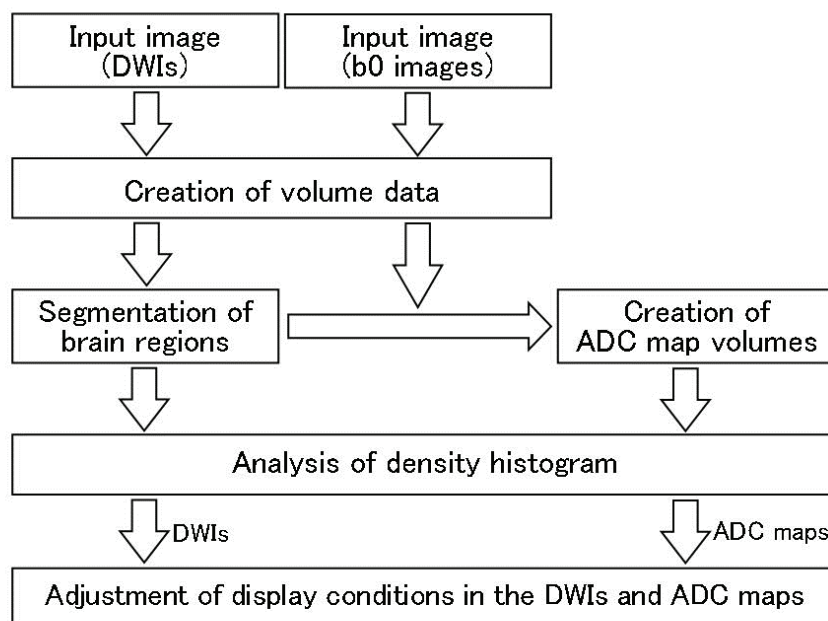 Input image
(DWIs)
Input image
(b0 images)
Creation of volume data
Segmentation of
brain regions
Creation of
ADC map volumes
Analysis of density histogram
DWIs
ADC maps
Adjustment of display conditions in the DWIs and ADC maps